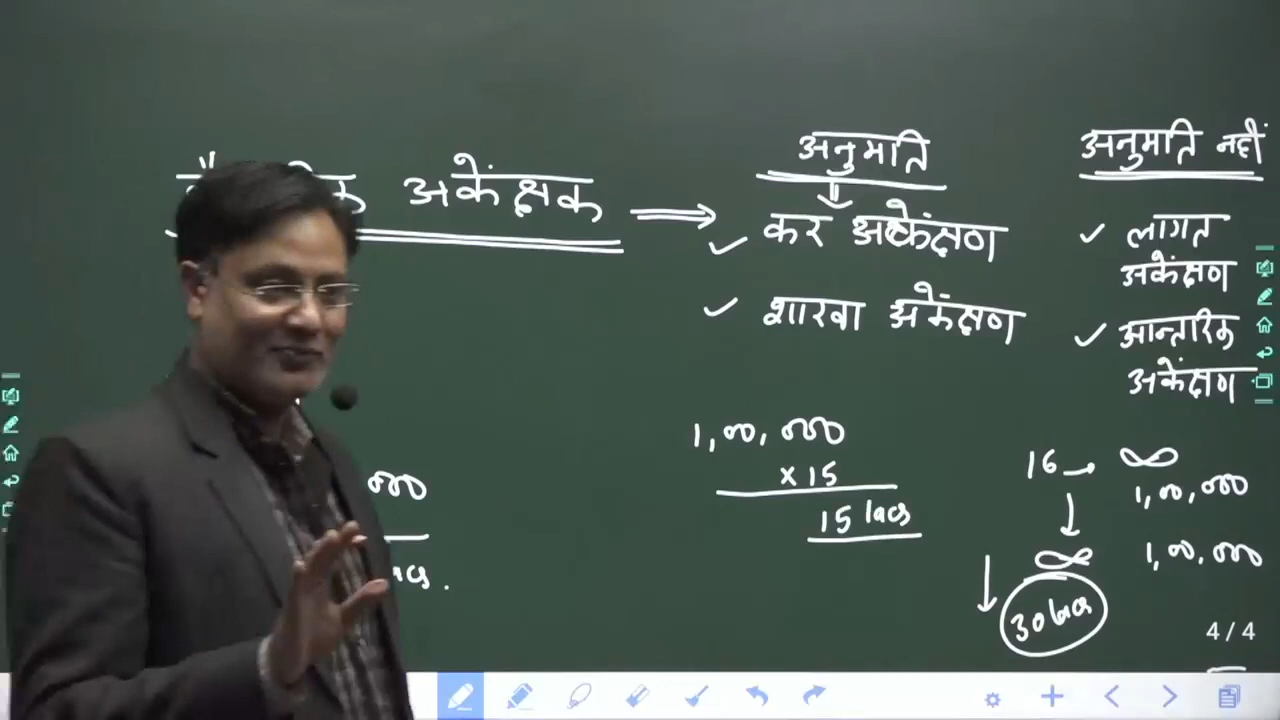 अकेंक्षक
अनुमति
कर अकेंक्षण
शाखा अकेंक्षण
अनुमति नहीं
लागत
अकेंक्षण
आन्तरिक
अकेंक्षण
1,00,000
x 15
15 lacs
16 → ∞
1,00,000
∞
1,00,000
30 lacs
4 / 4